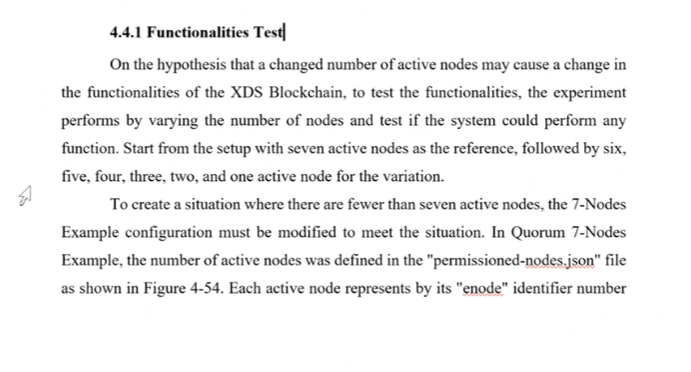 4.4.1 Functionalities Test
On the hypothesis that a changed number of active nodes may cause a change in
the functionalities of the XDS Blockchain, to test the functionalities, the experiment
performs by varying the number of nodes and test if the system could perform any
function. Start from the setup with seven active nodes as the reference, followed by six,
five, four, three, two, and one active node for the variation.
To create a situation where there are fewer than seven active nodes, the 7-Nodes
Example configuration must be modified to meet the situation. In Quorum 7-Nodes
Example, the number of active nodes was defined in the "permissioned-nodes.json" file
as shown in Figure 4-54. Each active node represents by its "enode" identifier number